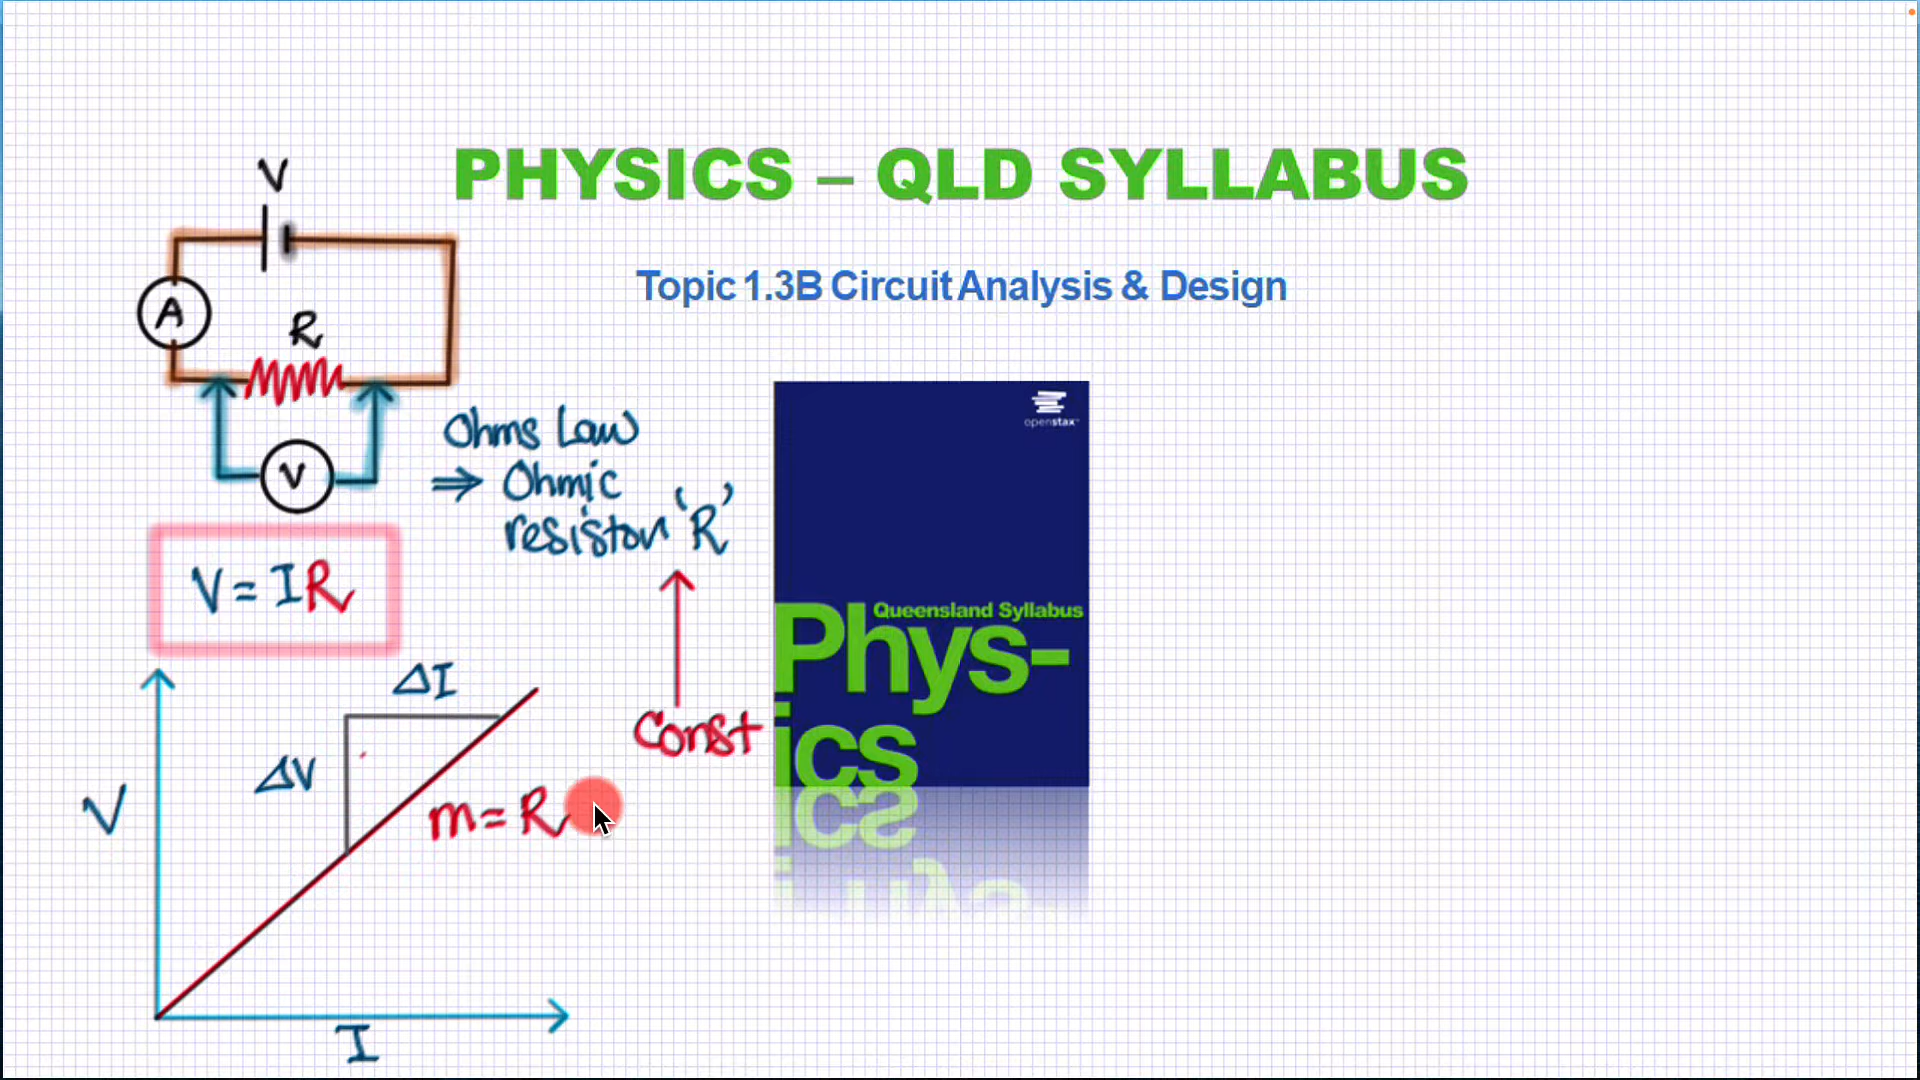 PHYSICS – QLD SYLLABUS
Topic 1.3B Circuit Analysis & Design
V
A
R
V
Ohms Law
⇒ Ohmic
resistor 'R'
V = IR
Const
ΔI
ΔV
m = R
V
I
openstax™
Queensland Syllabus
Phys-
ics